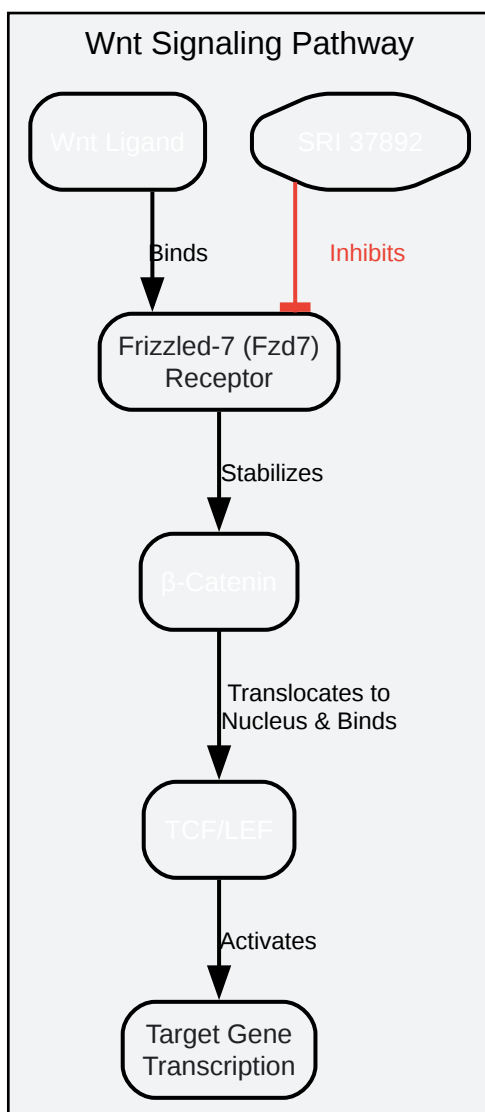 Wnt Signaling Pathway
Wnt Ligand
SRI 37892
Binds
Inhibits
Frizzled-7 (Fzd7)
Receptor
Stabilizes
β-Catenin
Translocates to
Nucleus & Binds
TCF/LEF
Activates
Target Gene
Transcription